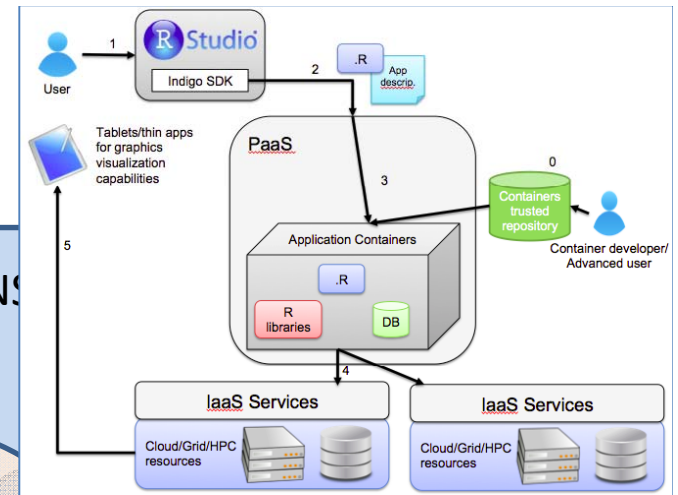 1
R Studio
Indigo SDK
User
2
.R
App
descrip.
Tablets/thin apps
for graphics
visualization
capabilities
PaaS
3
0
Containers
trusted
repository
Container developer/
Advanced user
5
Application Containers
.R
R
libraries
DB
4
IaaS Services
Cloud/Grid/HPC
resources
IaaS Services
Cloud/Grid/HPC
resources